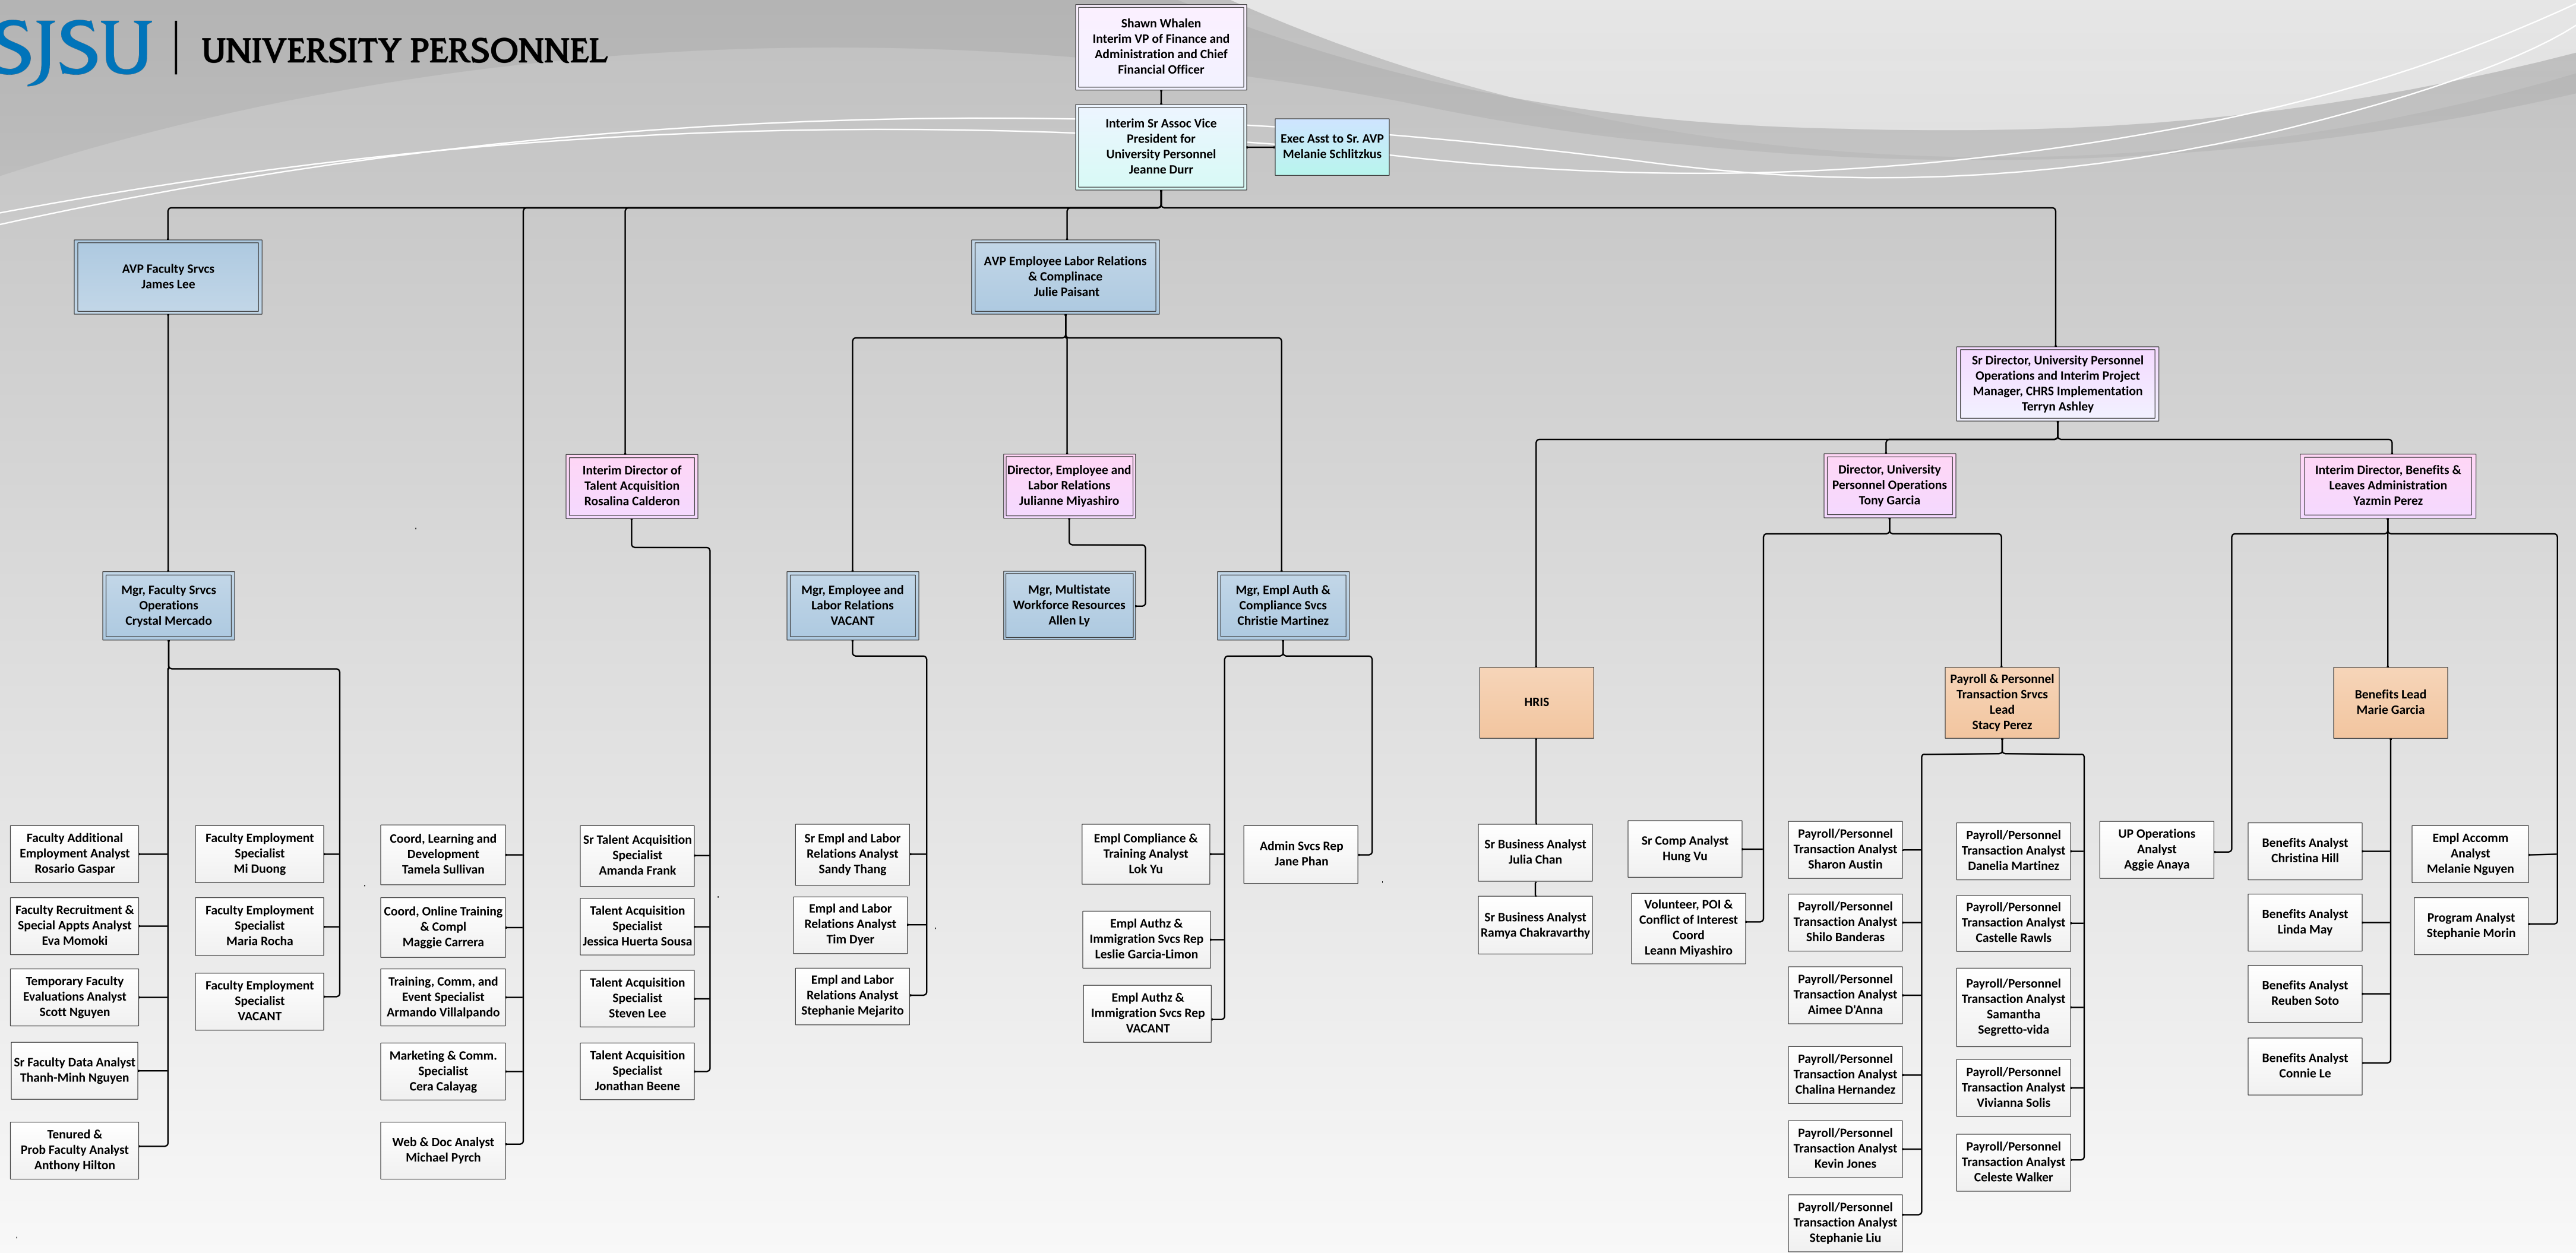 SJSU
UNIVERSITY PERSONNEL
Shawn Whalen
Interim VP of Finance and
Administration and Chief
Financial Officer
Interim Sr Assoc Vice
President for
University Personnel
Jeanne Durr
Exec Asst to Sr. AVP
Melanie Schlitzkus
AVP Faculty Srvcs
James Lee
AVP Employee Labor Relations
& Complinace
Julie Paisant
Sr Director, University Personnel
Operations and Interim Project
Manager, CHRS Implementation
Terryn Ashley
Interim Director of
Talent Acquisition
Rosalina Calderon
Director, Employee and
Labor Relations
Julianne Miyashiro
Director, University
Personnel Operations
Tony Garcia
Interim Director, Benefits &
Leaves Administration
Yazmin Perez
Mgr, Faculty Srvcs
Operations
Crystal Mercado
Mgr, Employee and
Labor Relations
VACANT
Mgr, Multistate
Workforce Resources
Allen Ly
Mgr, Empl Auth &
Compliance Svcs
Christie Martinez
HRIS
Payroll & Personnel
Transaction Srvcs
Lead
Stacy Perez
Benefits Lead
Marie Garcia
Faculty Additional
Employment Analyst
Rosario Gaspar
Faculty Recruitment &
Special Appts Analyst
Eva Momoki
Temporary Faculty
Evaluations Analyst
Scott Nguyen
Sr Faculty Data Analyst
Thanh-Minh Nguyen
Tenured &
Prob Faculty Analyst
Anthony Hilton
Faculty Employment
Specialist
Mi Duong
Faculty Employment
Specialist
Maria Rocha
Faculty Employment
Specialist
VACANT
Coord, Learning and
Development
Tamela Sullivan
Coord, Online Training
& Compl
Maggie Carrera
Training, Comm, and
Event Specialist
Armando Villalpando
Marketing & Comm.
Specialist
Cera Calayag
Web & Doc Analyst
Michael Pyrch
Sr Talent Acquisition
Specialist
Amanda Frank
Talent Acquisition
Specialist
Jessica Huerta Sousa
Talent Acquisition
Specialist
Steven Lee
Talent Acquisition
Specialist
Jonathan Beene
Sr Empl and Labor
Relations Analyst
Sandy Thang
Empl and Labor
Relations Analyst
Tim Dyer
Empl and Labor
Relations Analyst
Stephanie Mejarito
Empl Compliance &
Training Analyst
Lok Yu
Empl Authz &
Immigration Svcs Rep
Leslie Garcia-Limon
Empl Authz &
Immigration Svcs Rep
VACANT
Admin Svcs Rep
Jane Phan
Sr Business Analyst
Julia Chan
Sr Business Analyst
Ramya Chakravarthy
Sr Comp Analyst
Hung Vu
Volunteer, POI &
Conflict of Interest
Coord
Leann Miyashiro
Payroll/Personnel
Transaction Analyst
Sharon Austin
Payroll/Personnel
Transaction Analyst
Shilo Banderas
Payroll/Personnel
Transaction Analyst
Aimee D'Anna
Payroll/Personnel
Transaction Analyst
Chalina Hernandez
Payroll/Personnel
Transaction Analyst
Kevin Jones
Payroll/Personnel
Transaction Analyst
Stephanie Liu
Payroll/Personnel
Transaction Analyst
Danelia Martinez
Payroll/Personnel
Transaction Analyst
Castelle Rawls
Payroll/Personnel
Transaction Analyst
Samantha
Segretto-vida
Payroll/Personnel
Transaction Analyst
Vivianna Solis
Payroll/Personnel
Transaction Analyst
Celeste Walker
UP Operations
Analyst
Aggie Anaya
Benefits Analyst
Christina Hill
Benefits Analyst
Linda May
Benefits Analyst
Reuben Soto
Benefits Analyst
Connie Le
Empl Accomm
Analyst
Melanie Nguyen
Program Analyst
Stephanie Morin